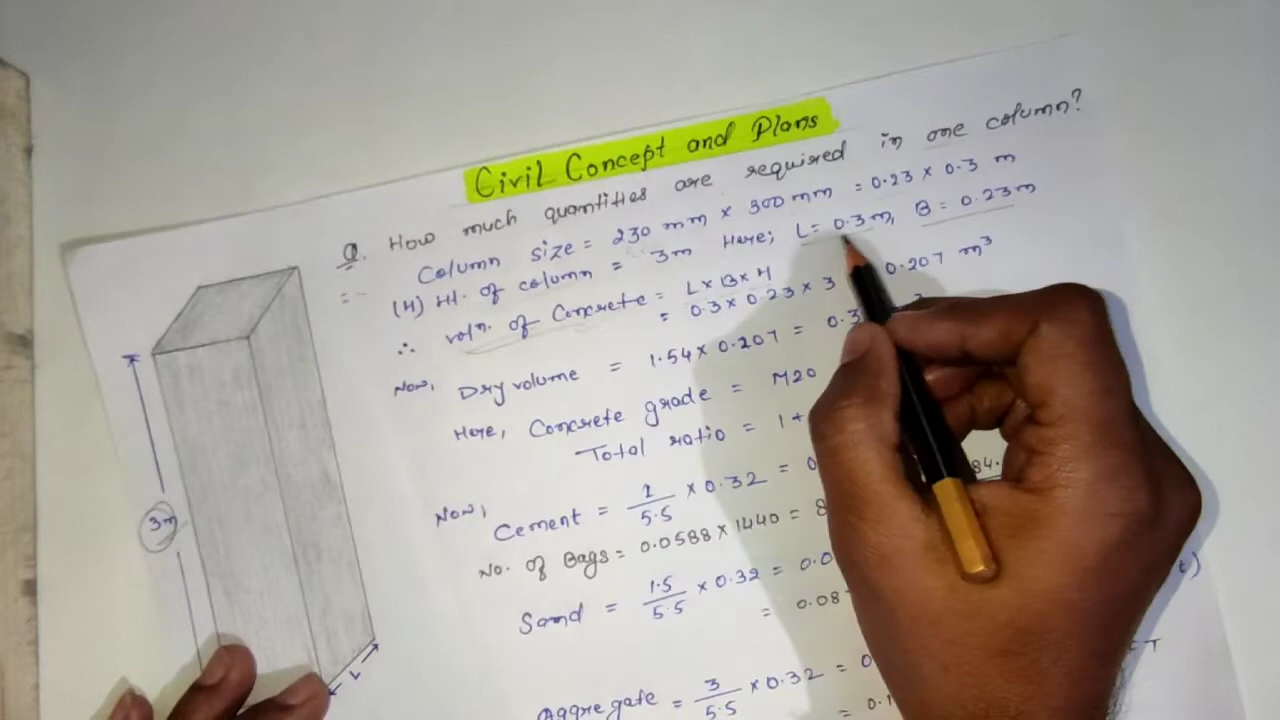 Civil Concept and Plans
Q. How much quantities are required in one column?
∴ Column size = 230 mm × 300 mm = 0.23 × 0.3 m
(H) Ht. of column = 3m Here; L = 0.3m, B = 0.23m
∴ voln. of Concrete = L×B×H
= 0.3 × 0.23 × 3 0.207 m³
Now, Dry volume = 1.54 × 0.207 = 0.3
Here, Concrete grade = M20
Total ratio = 1 +
Now,
Cement = 1/5.5 × 0.32 = 0
84.
No. of Bags = 0.0588 × 1440 = 8
Sand = 1.5/5.5 × 0.32 = 0.0
= 0.08
t)
Aggregate = 3/5.5 × 0.32 = 0
= 0.1
3m
L